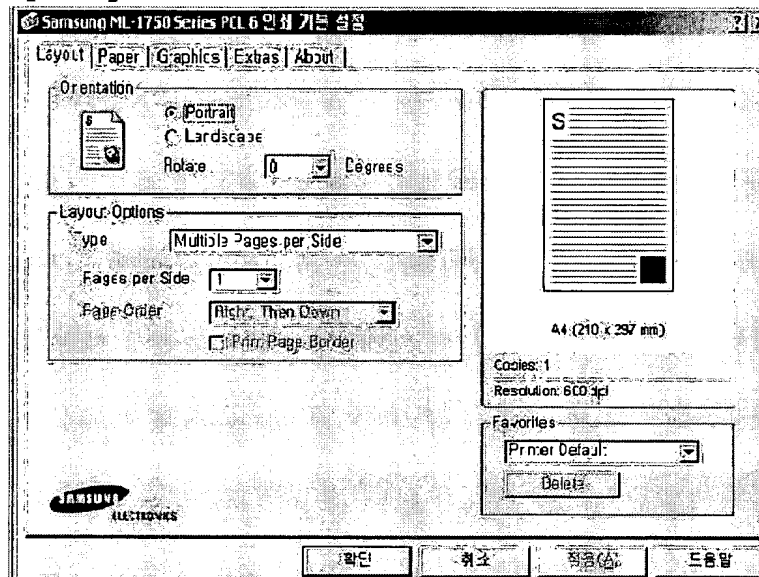 Samsung ML-1750 Series PCL 6 인쇄 기본 설정
Layout Paper Graphics Extras About
Orientation
Portrait
Landscape
Rotate 0 Degrees
Layout Options
Type Multiple Pages per Side
Pages per Side 1
Page Order Right, Then Down
Print Page Border
S
S
A4 (210 x 297 mm)
Copies: 1
Resolution: 600 dpi
Favorites
Printer Default
Delete
SAMSUNG
ELECTRONICS
확인 취소 적용(A) 도움말